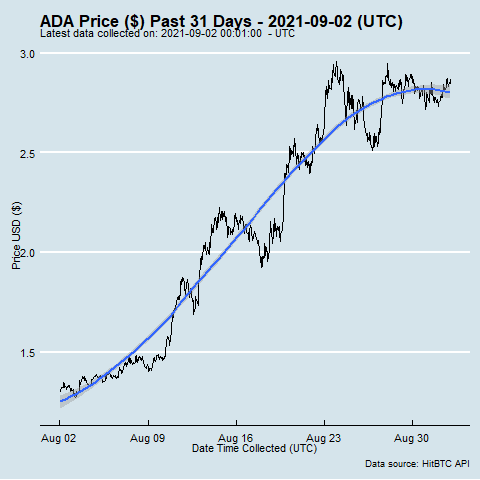 ADA Price ($) Past 31 Days - 2021-09-02 (UTC)
Latest data collected on: 2021-09-02 00:01:00  - UTC
3.0
2.5
2.0
1.5
Price USD ($)
Aug 02
Aug 09
Aug 16
Aug 23
Aug 30
Date Time Collected (UTC)
Data source: HitBTC API